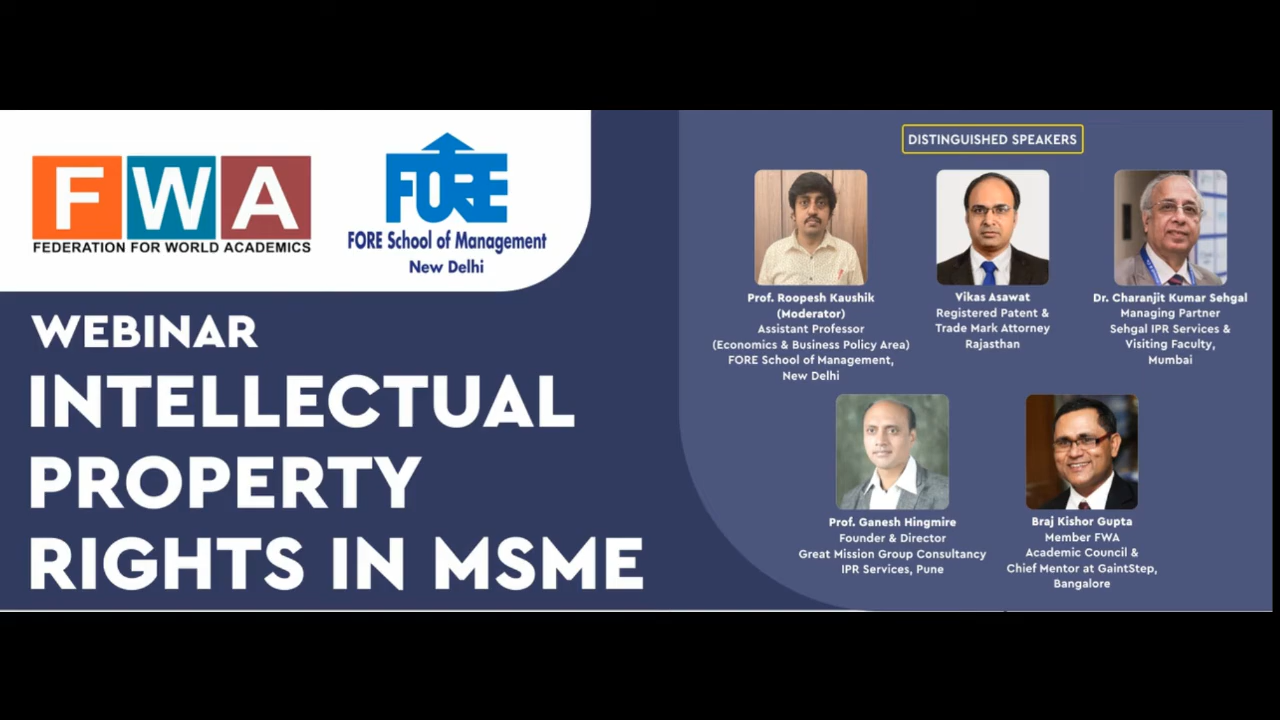 FWA
FEDERATION FOR WORLD ACADEMICS
FORE
FORE School of Management
New Delhi
WEBINAR
INTELLECTUAL
PROPERTY
RIGHTS IN MSME
DISTINGUISHED SPEAKERS
Prof. Roopesh Kaushik
(Moderator)
Assistant Professor
(Economics & Business Policy Area)
FORE School of Management,
New Delhi
Vikas Asawat
Registered Patent &
Trade Mark Attorney
Rajasthan
Dr. Charanjit Kumar Sehgal
Managing Partner
Sehgal IPR Services &
Visiting Faculty,
Mumbai
Prof. Ganesh Hingmire
Founder & Director
Great Mission Group Consultancy
IPR Services, Pune
Braj Kishor Gupta
Member FWA
Academic Council &
Chief Mentor at GaintStep,
Bangalore